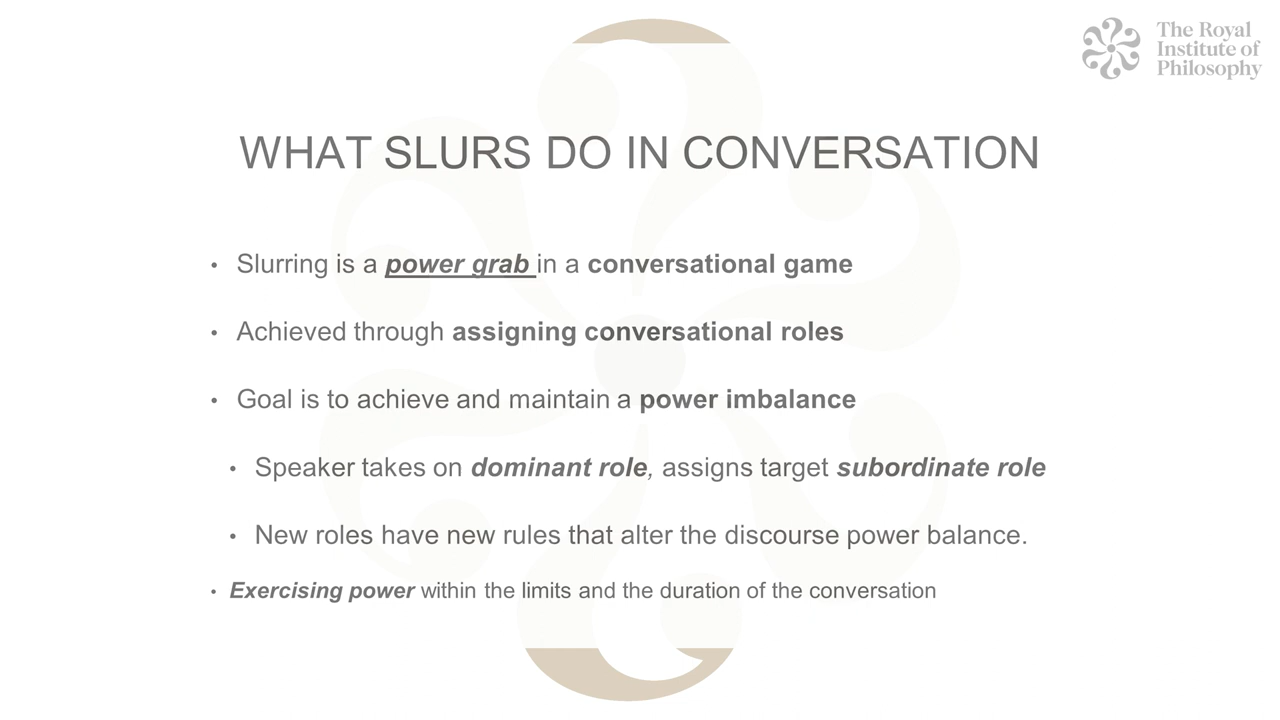 The Royal
Institute of
Philosophy
WHAT SLURS DO IN CONVERSATION
• Slurring is a power grab in a conversational game
• Achieved through assigning conversational roles
• Goal is to achieve and maintain a power imbalance
• Speaker takes on dominant role, assigns target subordinate role
• New roles have new rules that alter the discourse power balance.
• Exercising power within the limits and the duration of the conversation